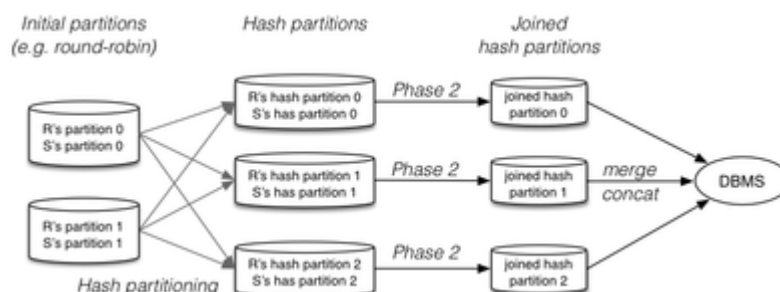 Initial partitions
(e.g. round-robin)
Hash partitions
Joined
hash partitions
R's partition 0
S's partition 0
R's partition 1
S's partition 1
Hash partitioning
R's hash partition 0
S's has partition 0
R's hash partition 1
S's has partition 1
R's hash partition 2
S's has partition 2
Phase 2
Phase 2
Phase 2
joined hash
partition 0
joined hash
partition 1
joined hash
partition 2
merge
concat
DBMS